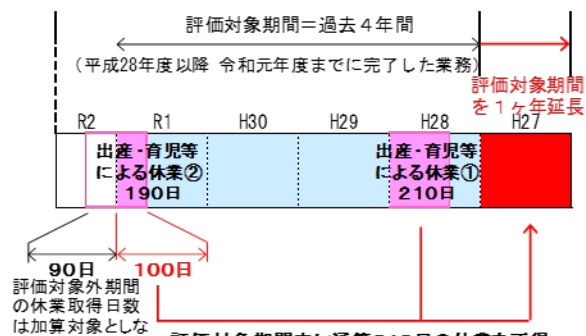 評価対象期間=過去4年間
(平成28年度以降 令和元年度までに完了した業務)
評価対象期間
を1ヶ年延長
R2 R1 H30 H29 H28 H27
出産・育児等
による休業②
190日
出産・育児等
による休業①
210日
90日
100日
評価対象外期間
の休業取得日数
は加算対象としな